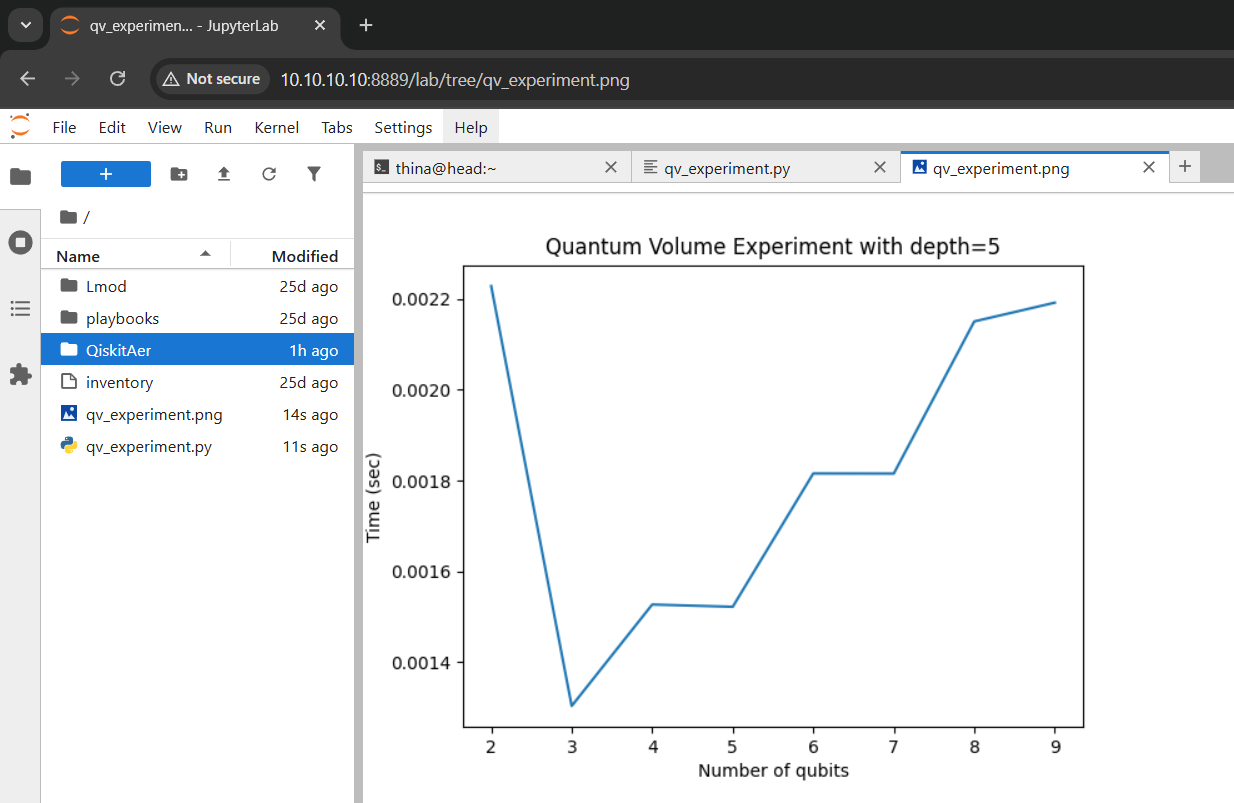 qv_experimen... - JupyterLab
Not secure
10.10.10.10:8889/lab/tree/qv_experiment.png
File Edit View Run Kernel Tabs Settings Help
thina@head:~
qv_experiment.py
qv_experiment.png
/
Name Modified
Lmod 25d ago
playbooks 25d ago
QiskitAer 1h ago
inventory 25d ago
qv_experiment.png 14s ago
qv_experiment.py 11s ago
Quantum Volume Experiment with depth=5
Time (sec)
0.0022
0.0020
0.0018
0.0016
0.0014
2 3 4 5 6 7 8 9
Number of qubits